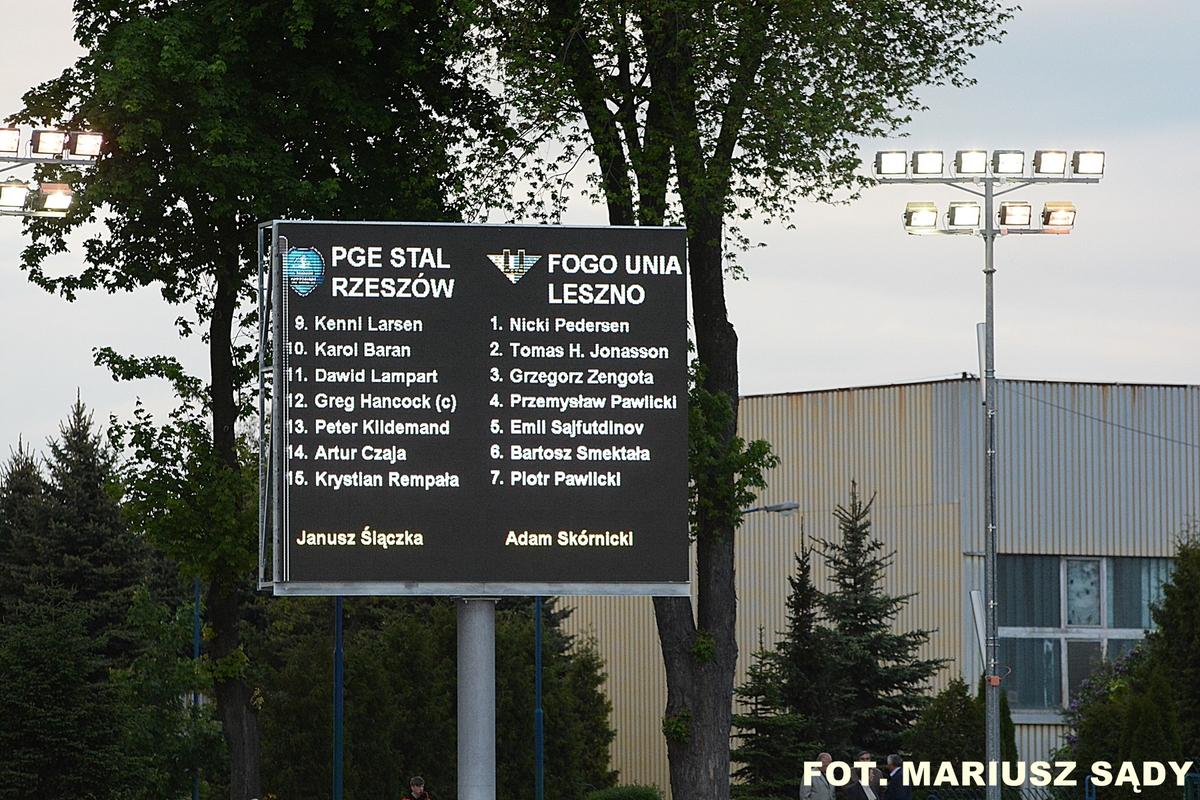 PGE STAL
RZESZÓW
9. Kenni Larsen
10. Karol Baran
11. Dawid Lampart
12. Greg Hancock (c)
13. Peter Kildemand
14. Artur Czaja
15. Krystian Rempała
Janusz Ślączka
FOGO UNIA
LESZNO
1. Nicki Pedersen
2. Tomas H. Jonasson
3. Grzegorz Zengota
4. Przemysław Pawlicki
5. Emil Sajfutdinov
6. Bartosz Smektała
7. Piotr Pawlicki
Adam Skórnicki
FOT. MARIUSZ SĄDY